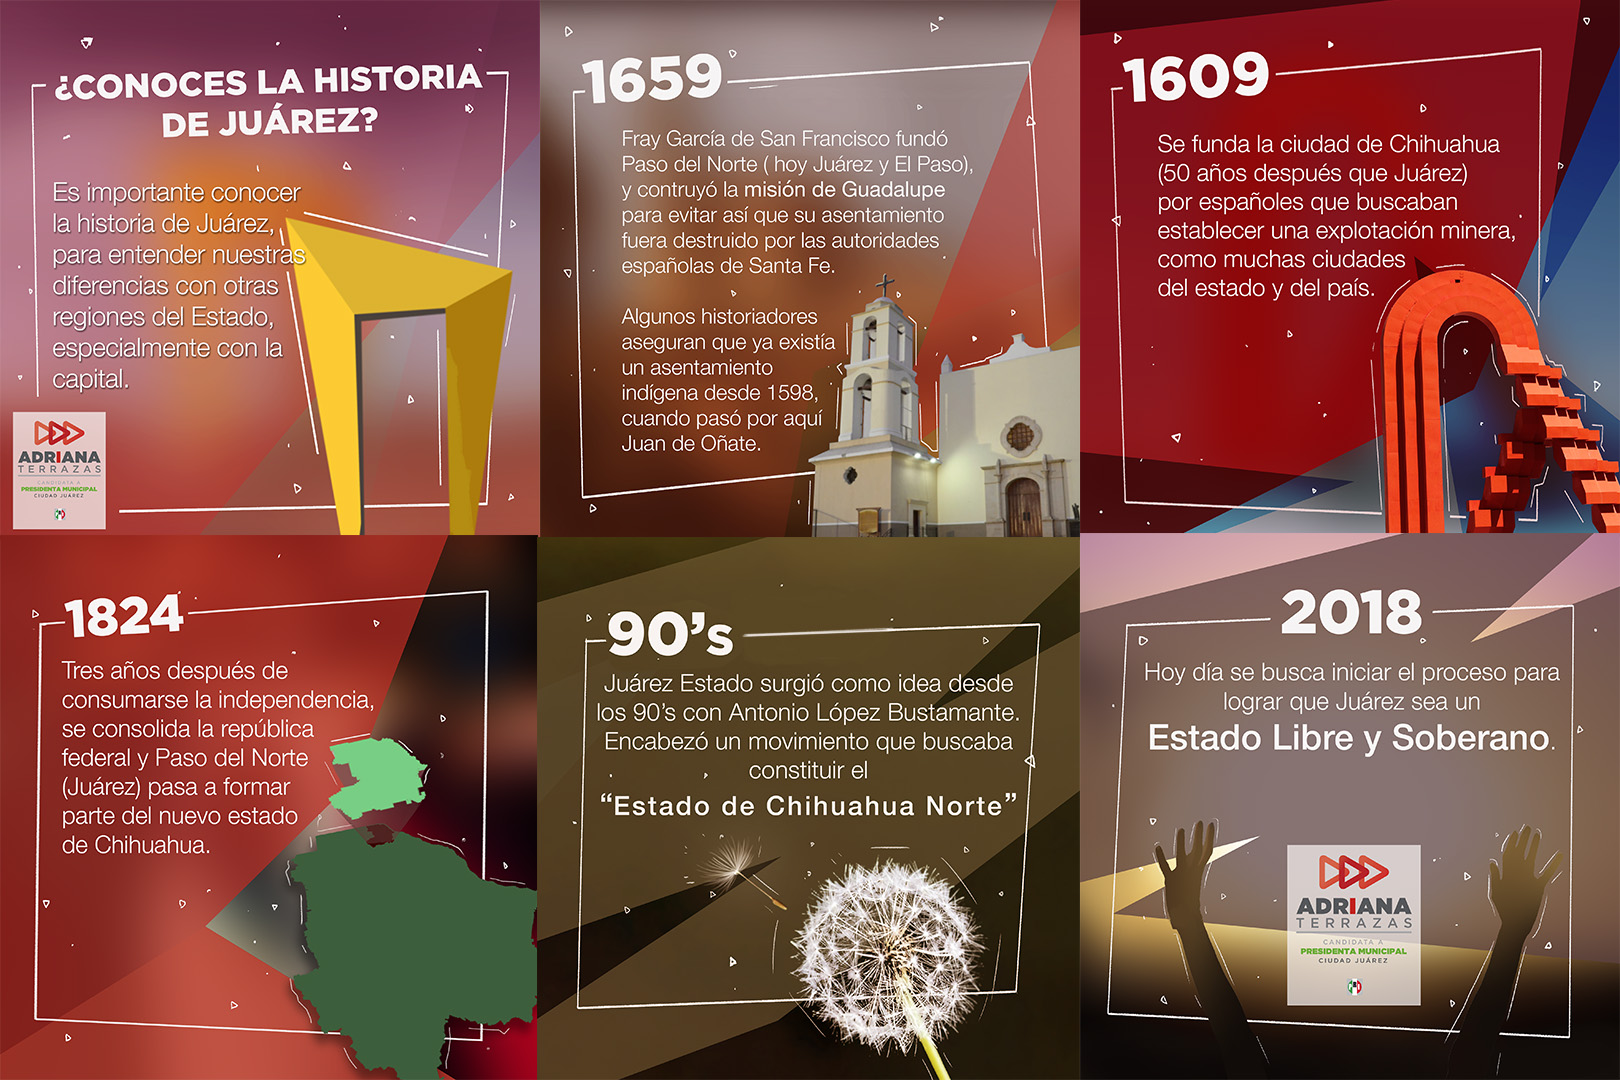 ¿CONOCES LA HISTORIA
DE JUÁREZ?
Es importante conocer
la historia de Juárez,
para entender nuestras
diferencias con otras
regiones del Estado,
especialmente con la
capital.
ADRIANA
TERRAZAS
CANDIDATA A
PRESIDENTA MUNICIPAL
CIUDAD JUÁREZ
1659
Fray García de San Francisco fundó
Paso del Norte ( hoy Juárez y El Paso),
y contruyó la misión de Guadalupe
para evitar así que su asentamiento
fuera destruido por las autoridades
españolas de Santa Fe.
Algunos historiadores
aseguran que ya existía
un asentamiento
indígena desde 1598,
cuando pasó por aquí
Juan de Oñate.
1609
Se funda la ciudad de Chihuahua
(50 años después que Juárez)
por españoles que buscaban
establecer una explotación minera,
como muchas ciudades
del estado y del país.
1824
Tres años después de
consumarse la independencia,
se consolida la república
federal y Paso del Norte
(Juárez) pasa a formar
parte del nuevo estado
de Chihuahua.
90's
Juárez Estado surgió como idea desde
los 90's con Antonio López Bustamante.
Encabezó un movimiento que buscaba
constituir el
“Estado de Chihuahua Norte”
2018
Hoy día se busca iniciar el proceso para
lograr que Juárez sea un
Estado Libre y Soberano.
ADRIANA
TERRAZAS
CANDIDATA A
PRESIDENTA MUNICIPAL
CIUDAD JUÁREZ